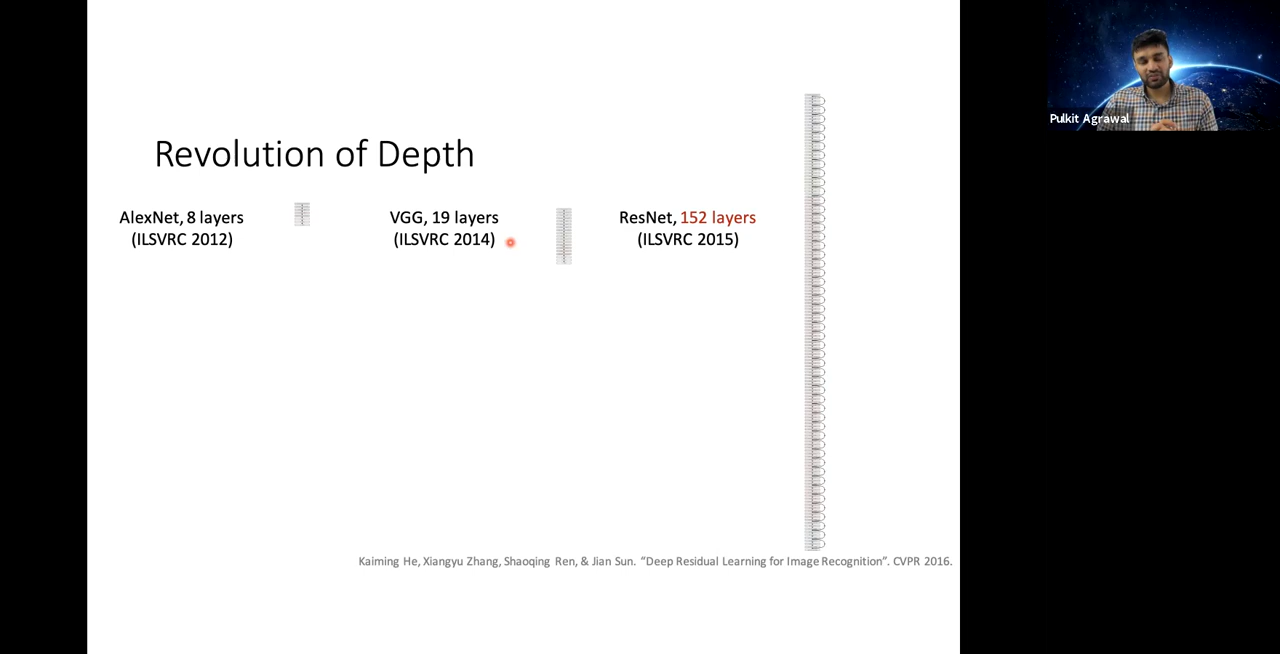 Revolution of Depth
AlexNet, 8 layers
(ILSVRC 2012)
VGG, 19 layers
(ILSVRC 2014)
ResNet, 152 layers
(ILSVRC 2015)
Kaiming He, Xiangyu Zhang, Shaoqing Ren, & Jian Sun. “Deep Residual Learning for Image Recognition”. CVPR 2016.
Pulkit Agrawal